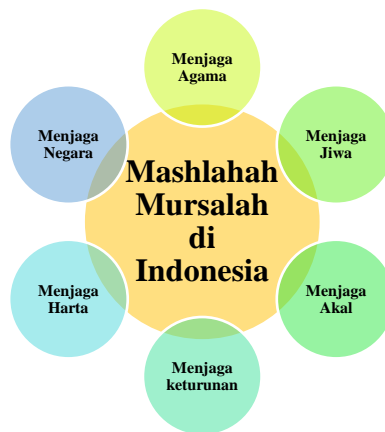 Menjaga
Agama
Menjaga
Jiwa
Menjaga
Akal
Menjaga
keturunan
Menjaga
Harta
Menjaga
Negara
Mashlahah
Mursalah
di
Indonesia